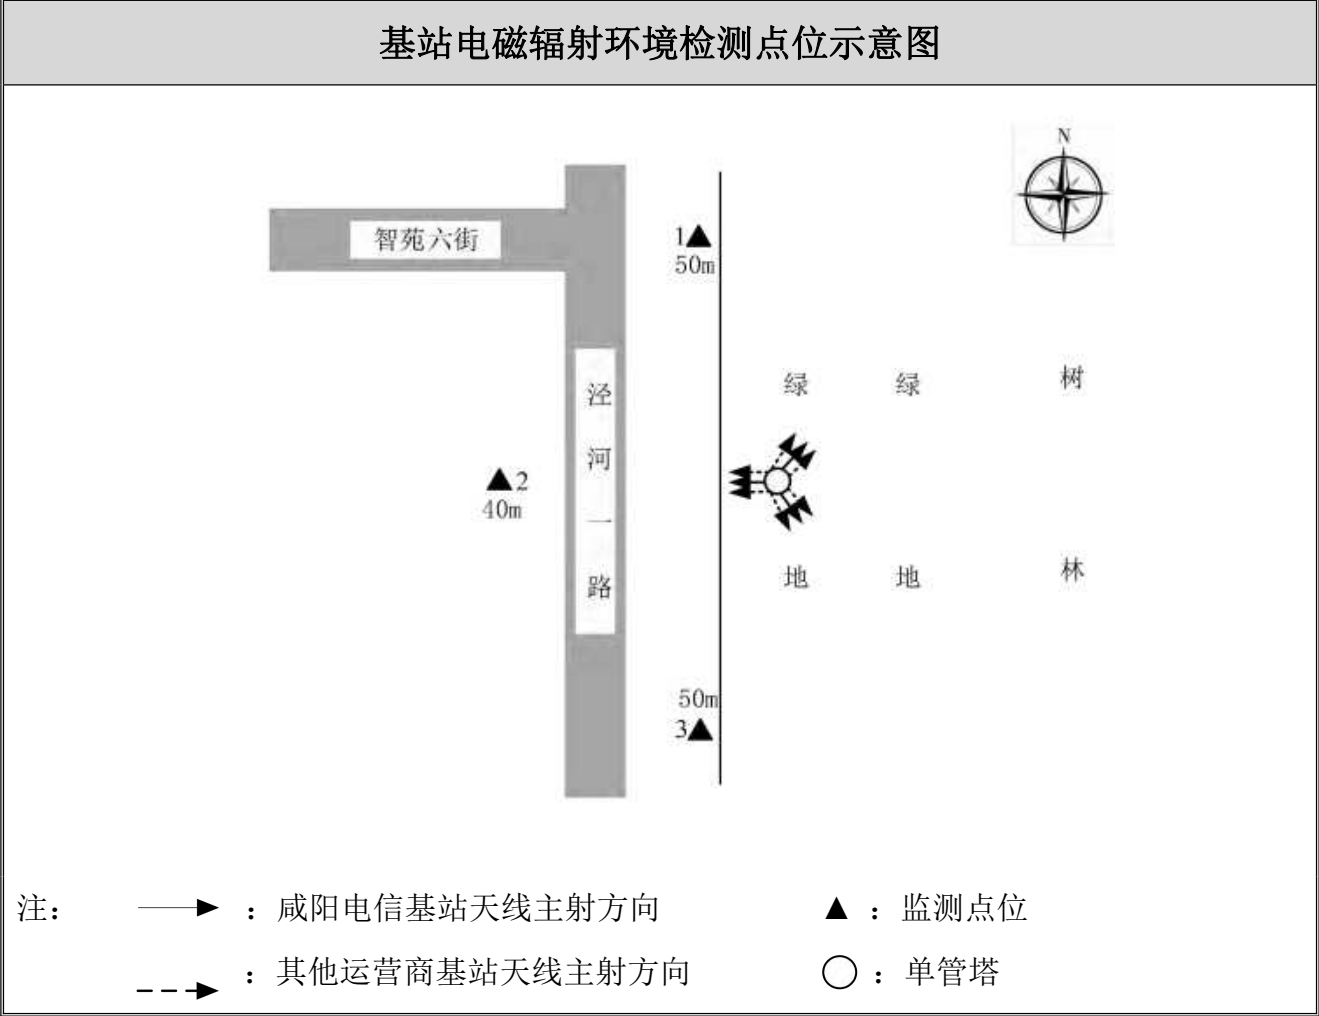 基站电磁辐射环境检测点位示意图
N
智苑六街
1
50m
泾河一路
2
40m
绿地
绿地
树林
50m
3
注：
：咸阳电信基站天线主射方向
：监测点位
：其他运营商基站天线主射方向
：单管塔